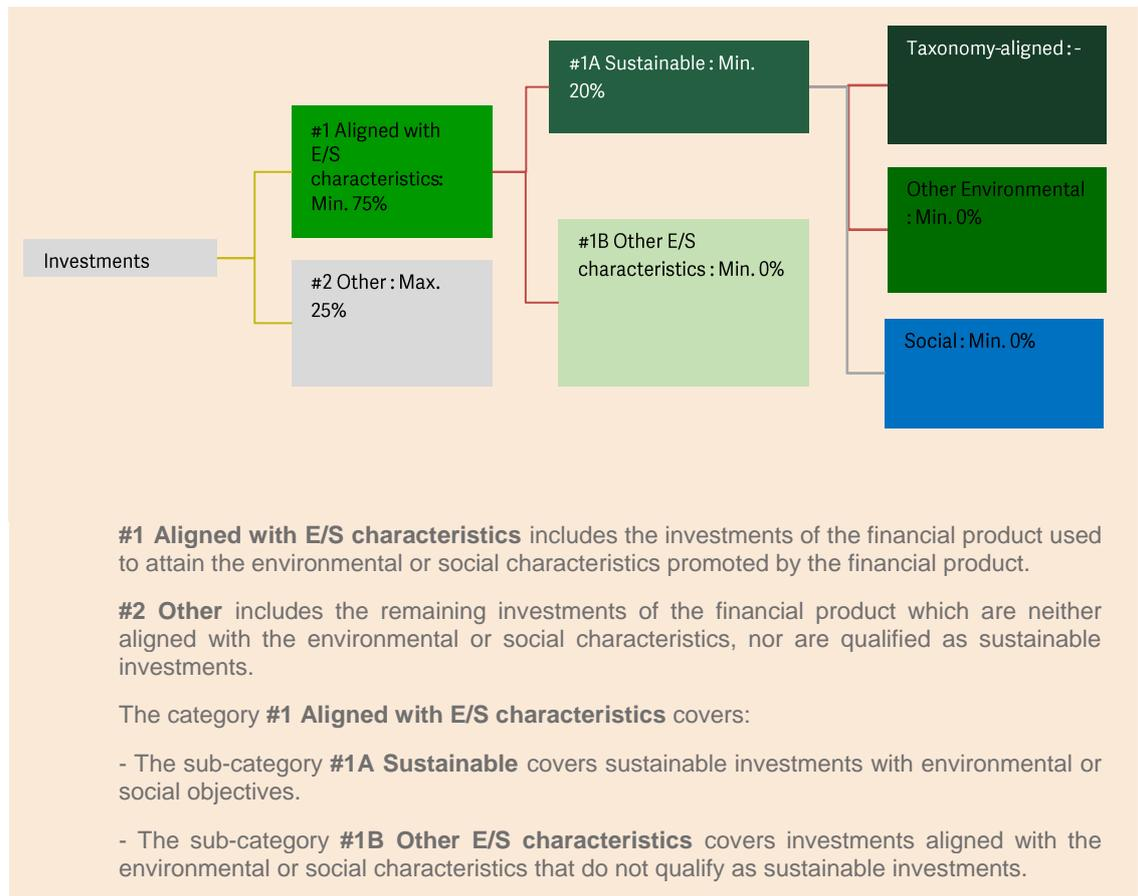 Investments
#1 Aligned with
E/S
characteristics:
Min. 75%
#2 Other : Max.
25%
#1A Sustainable : Min.
20%
#1B Other E/S
characteristics : Min. 0%
Taxonomy-aligned : -
Other Environmental
: Min. 0%
Social : Min. 0%
#1 Aligned with E/S characteristics includes the investments of the financial product used
to attain the environmental or social characteristics promoted by the financial product.
#2 Other includes the remaining investments of the financial product which are neither
aligned with the environmental or social characteristics, nor are qualified as sustainable
investments.
The category #1 Aligned with E/S characteristics covers:
- The sub-category #1A Sustainable covers sustainable investments with environmental or
social objectives.
- The sub-category #1B Other E/S characteristics covers investments aligned with the
environmental or social characteristics that do not qualify as sustainable investments.